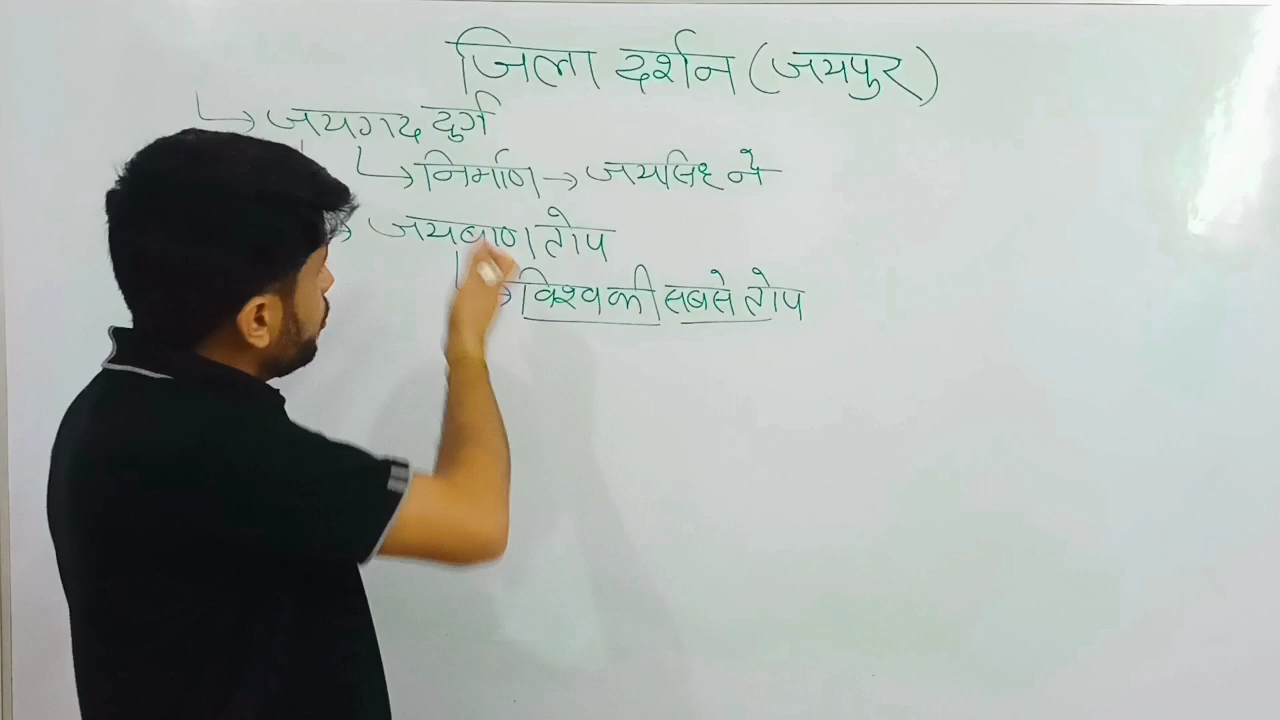 जिला दर्शन (जयपुर)
↳ जयगढ दुर्ग
↳ निर्माण → जयसिंह ने
जयबाण तोप
विश्व की सबसे तोप